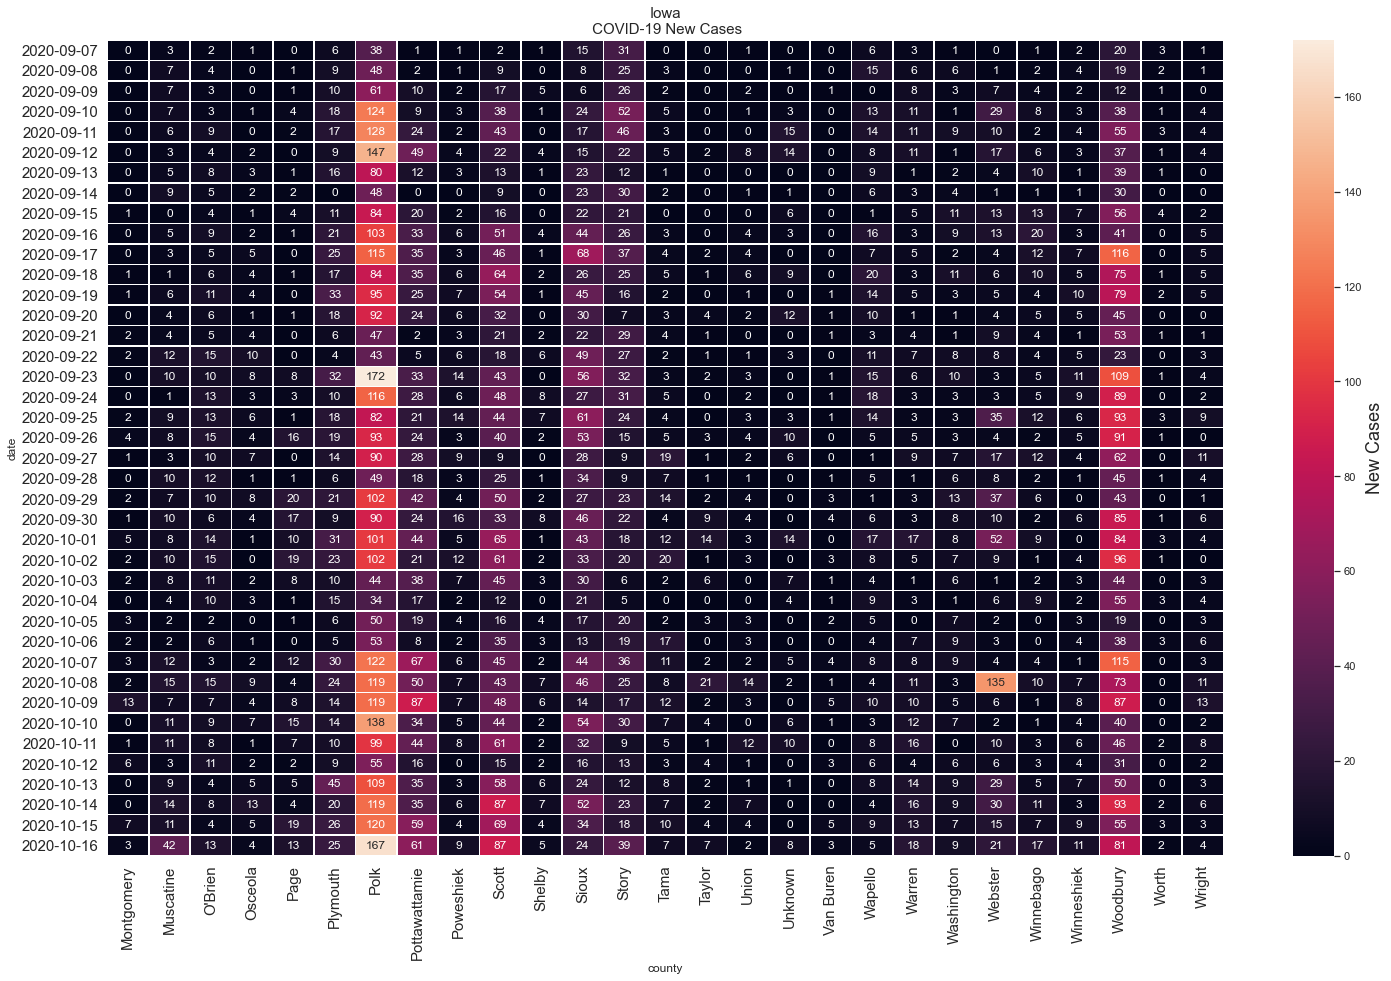 Iowa
COVID-19 New Cases
2020-09-07 0 3 2 1 0 6 38 1 1 2 1 15 31 0 0 1 0 0 6 3 1 0 1 2 20 3 1
2020-09-08 0 7 4 0 1 9 48 2 1 9 0 8 25 3 0 0 1 0 15 6 6 1 2 4 19 2 1
2020-09-09 0 7 3 0 1 10 61 10 2 17 5 6 26 2 0 2 0 1 0 8 3 7 4 2 12 1 0
2020-09-10 0 7 3 1 4 18 124 9 3 38 1 24 52 5 0 1 3 0 13 11 1 29 8 3 38 1 4
2020-09-11 0 6 9 0 2 17 128 24 2 43 0 17 46 3 0 0 15 0 14 11 9 10 2 4 55 3 4
2020-09-12 0 3 4 2 0 9 147 49 4 22 4 15 22 5 2 8 14 0 8 11 1 17 6 3 37 1 4
2020-09-13 0 5 8 3 1 16 80 12 3 13 1 23 12 1 0 0 0 0 9 1 2 4 10 1 39 1 0
2020-09-14 0 9 5 2 2 0 48 0 0 9 0 23 30 2 0 1 1 0 6 3 4 1 1 1 30 0 0
2020-09-15 1 0 4 1 4 11 84 20 2 16 0 22 21 0 0 0 6 0 1 5 11 13 13 7 56 4 2
2020-09-16 0 5 9 2 1 21 103 33 6 51 4 44 26 3 0 4 3 0 16 3 9 13 20 3 41 0 5
2020-09-17 0 3 5 5 0 25 115 35 3 46 1 68 37 4 2 4 0 0 7 5 2 4 12 7 116 0 5
2020-09-18 1 1 6 4 1 17 84 35 6 64 2 26 25 5 1 6 9 0 20 3 11 6 10 5 75 1 5
2020-09-19 1 6 11 4 0 33 95 25 7 54 1 45 16 2 0 1 0 1 14 5 3 5 4 10 79 2 5
2020-09-20 0 4 6 1 1 18 92 24 6 32 0 30 7 3 4 2 12 1 10 1 1 4 5 5 45 0 0
2020-09-21 2 4 5 4 0 6 47 2 3 21 2 22 29 4 1 0 0 1 3 4 1 9 4 1 53 1 1
2020-09-22 2 12 15 10 0 4 43 5 6 18 6 49 27 2 1 1 3 0 11 7 8 8 4 5 23 0 3
2020-09-23 0 10 10 8 8 32 172 33 14 43 0 56 32 3 2 3 0 1 15 6 10 3 5 11 109 1 4
2020-09-24 0 1 13 3 3 10 116 28 6 48 8 27 31 5 0 2 0 1 18 3 3 3 5 9 89 0 2
2020-09-25 2 9 13 6 1 18 82 21 14 44 7 61 24 4 0 3 3 1 14 3 3 35 12 6 93 3 9
2020-09-26 4 8 15 4 16 19 93 24 3 40 2 53 15 5 3 4 10 0 5 5 3 4 2 5 91 1 0
2020-09-27 1 3 10 7 0 14 90 28 9 9 0 28 9 19 1 2 6 0 1 9 7 17 12 4 62 0 11
2020-09-28 0 10 12 1 1 6 49 18 3 25 1 34 9 7 1 1 0 1 5 1 6 8 2 1 45 1 4
2020-09-29 2 7 10 8 20 21 102 42 4 50 2 27 23 14 2 4 0 3 1 3 13 37 6 0 43 0 1
2020-09-30 1 10 6 4 17 9 90 24 16 33 8 46 22 4 9 4 0 4 6 3 8 10 2 6 85 1 6
2020-10-01 5 8 14 1 10 31 101 44 5 65 1 43 18 12 14 3 14 0 17 17 8 52 9 0 84 3 4
2020-10-02 2 10 15 0 19 23 102 21 12 61 2 33 20 20 1 3 0 3 8 5 7 9 1 4 96 1 0
2020-10-03 2 8 11 2 8 10 44 38 7 45 3 30 6 2 6 0 7 1 4 1 6 1 2 3 44 0 3
2020-10-04 0 4 10 3 1 15 34 17 2 12 0 21 5 0 0 0 4 1 9 3 1 6 9 2 55 3 4
2020-10-05 3 2 2 0 1 6 50 19 4 16 4 17 20 2 3 3 0 2 5 0 7 2 0 3 19 0 3
2020-10-06 2 2 6 1 0 5 53 8 2 35 3 13 19 17 0 3 0 0 4 7 9 3 0 4 38 3 6
2020-10-07 3 12 3 2 12 30 122 67 6 45 2 44 36 11 2 2 5 4 8 8 9 4 4 1 115 0 3
2020-10-08 2 15 15 9 4 24 119 50 7 43 7 46 25 8 21 14 2 1 4 11 3 135 10 7 73 0 11
2020-10-09 13 7 7 4 8 14 119 87 7 48 6 14 17 12 2 3 0 5 10 10 5 6 1 8 87 0 13
2020-10-10 0 11 9 7 15 14 138 34 5 44 2 54 30 7 4 0 6 1 3 12 7 2 1 4 40 0 2
2020-10-11 1 11 8 1 7 10 99 44 8 61 2 32 9 5 1 12 10 0 8 16 0 10 3 6 46 2 8
2020-10-12 6 3 11 2 2 9 55 16 0 15 2 16 13 3 4 1 0 3 6 4 6 6 3 4 31 0 2
2020-10-13 0 9 4 5 5 45 109 35 3 58 6 24 12 8 2 1 1 0 8 14 9 29 5 7 50 0 3
2020-10-14 0 14 8 13 4 20 119 35 6 87 7 52 23 7 2 7 0 0 4 16 9 30 11 3 93 2 6
2020-10-15 7 11 4 5 19 26 120 59 4 69 4 34 18 10 4 4 0 5 9 13 7 15 7 9 55 3 3
2020-10-16 3 42 13 4 13 25 167 61 9 87 5 24 39 7 7 2 8 3 5 18 9 21 17 11 81 2 4
date
Montgomery
Muscatine
O'Brien
Osceola
Page
Plymouth
Polk
Pottawattamie
Poweshiek
Scott
Shelby
Sioux
Story
Tama
Taylor
Union
Unknown
Van Buren
Wapello
Warren
Washington
Webster
Winnebago
Winneshiek
Woodbury
Worth
Wright
county
160
140
120
100
80
60
40
20
0
New Cases